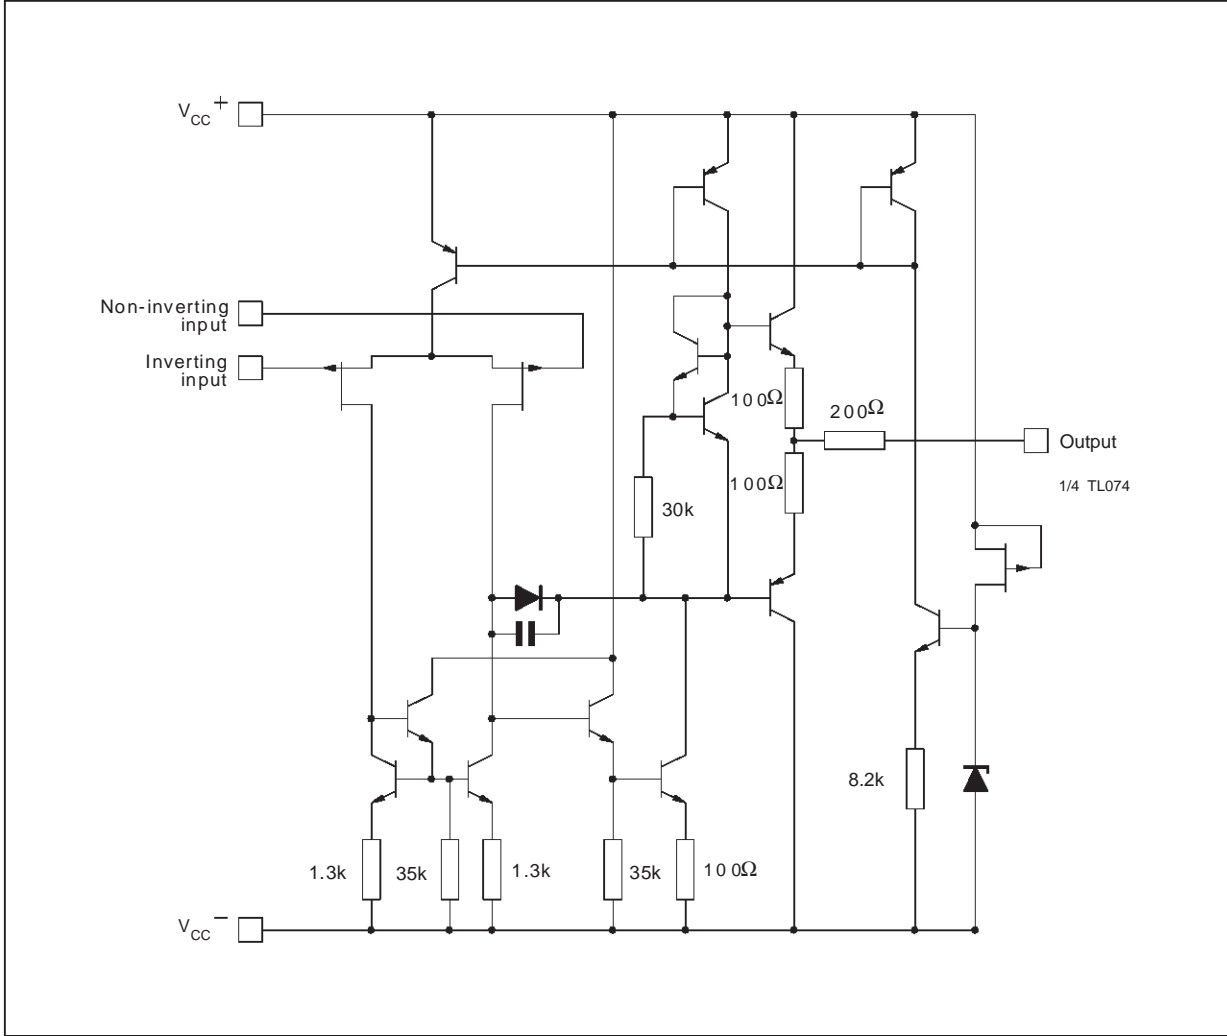 V_CC +
Non-inverting
input
Inverting
input
100Ω
200Ω
Output
100Ω
1/4 TL074
30k
8.2k
1.3k
35k
1.3k
35k
100Ω
V_CC −